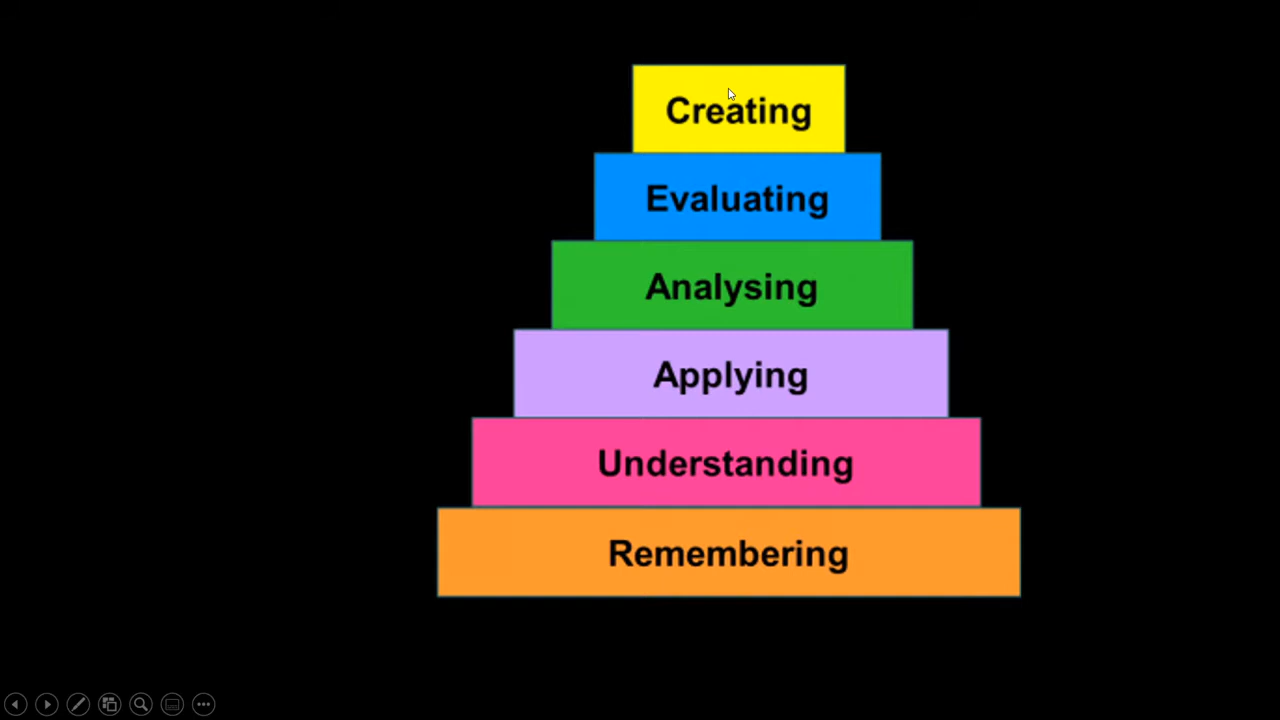 Creating
Evaluating
Analysing
Applying
Understanding
Remembering